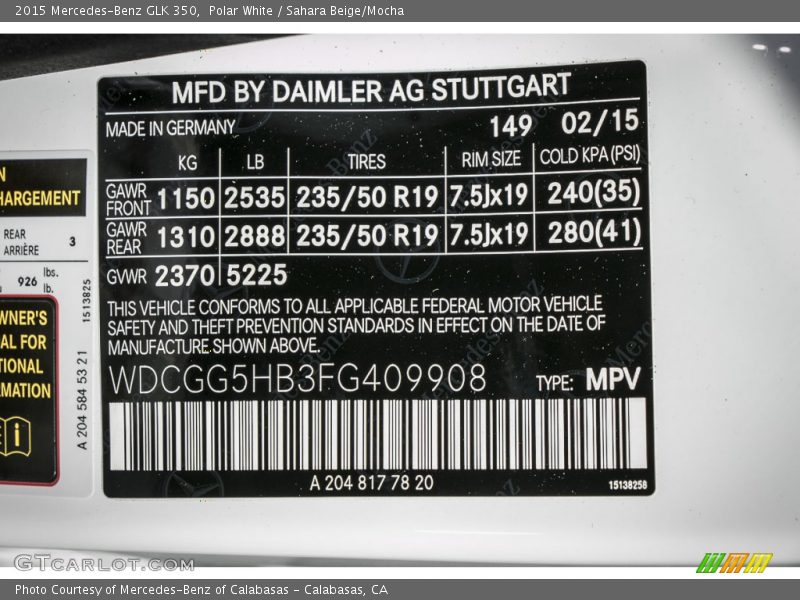 2015 Mercedes-Benz GLK 350, Polar White / Sahara Beige/Mocha
MFD BY DAIMLER AG STUTTGART
MADE IN GERMANY 149 02/15
KG LB TIRES RIM SIZE COLD KPA (PSI)
GAWR FRONT 1150 2535 235/50 R19 7.5Jx19 240(35)
GAWR REAR 1310 2888 235/50 R19 7.5Jx19 280(41)
GVWR 2370 5225
THIS VEHICLE CONFORMS TO ALL APPLICABLE FEDERAL MOTOR VEHICLE
SAFETY AND THEFT PREVENTION STANDARDS IN EFFECT ON THE DATE OF
MANUFACTURE SHOWN ABOVE.
WDCGG5HB3FG409908 TYPE: MPV
A 204 817 78 20 15138258
N
HARGEMENT
REAR
ARRIÈRE 3
926 lbs.
lb.
WNER'S
AL FOR
TIONAL
MATION
i
A 204 584 53 21 1513825
GTCARLOT.COM
Photo Courtesy of Mercedes-Benz of Calabasas - Calabasas, CA